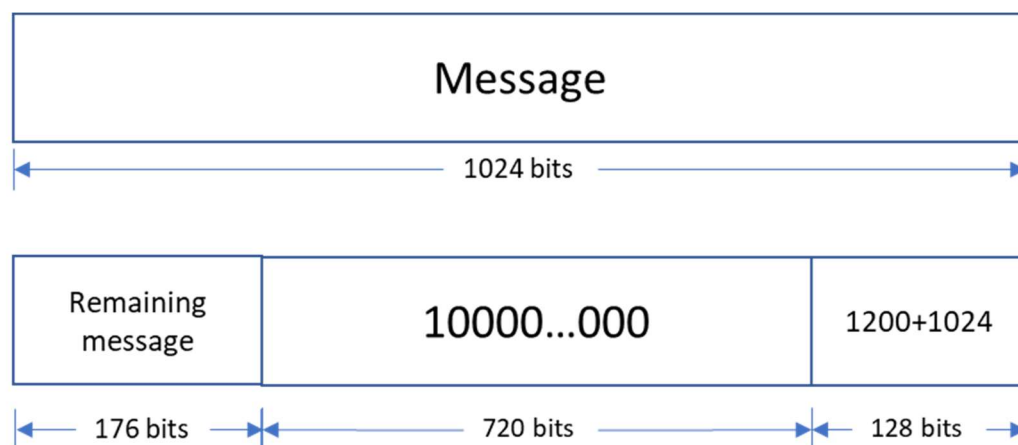 Message
1024 bits
Remaining
message
10000...000
1200+1024
176 bits
720 bits
128 bits